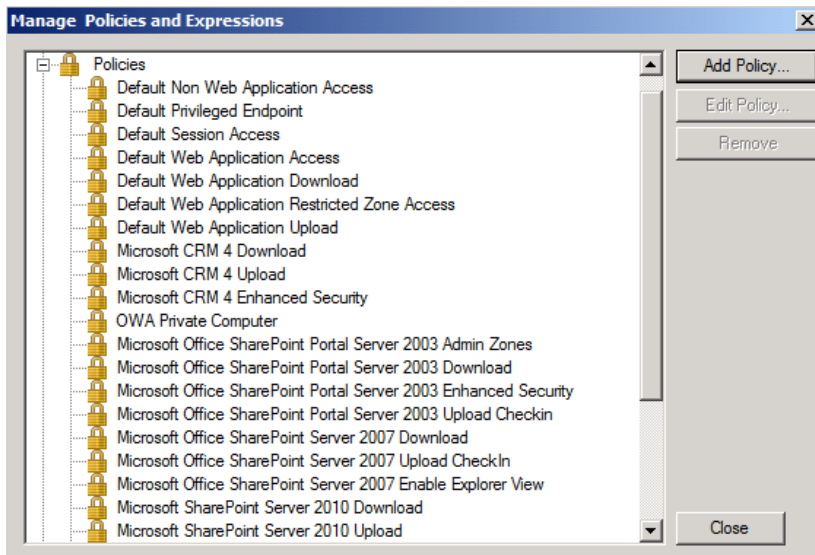 Manage Policies and Expressions
Policies
Default Non Web Application Access
Default Privileged Endpoint
Default Session Access
Default Web Application Access
Default Web Application Download
Default Web Application Restricted Zone Access
Default Web Application Upload
Microsoft CRM 4 Download
Microsoft CRM 4 Upload
Microsoft CRM 4 Enhanced Security
OWA Private Computer
Microsoft Office SharePoint Portal Server 2003 Admin Zones
Microsoft Office SharePoint Portal Server 2003 Download
Microsoft Office SharePoint Portal Server 2003 Enhanced Security
Microsoft Office SharePoint Portal Server 2003 Upload Checkin
Microsoft Office SharePoint Server 2007 Download
Microsoft Office SharePoint Server 2007 Upload CheckIn
Microsoft Office SharePoint Server 2007 Enable Explorer View
Microsoft SharePoint Server 2010 Download
Microsoft SharePoint Server 2010 Upload
Add Policy...
Edit Policy...
Remove
Close